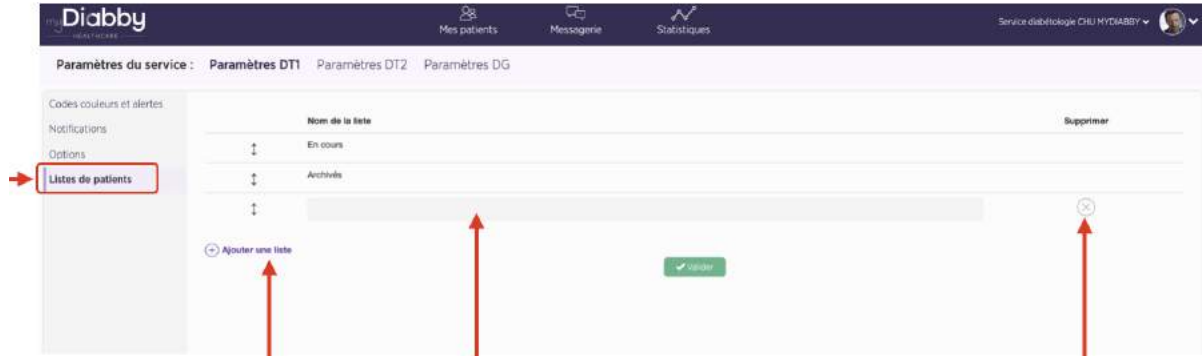 myDiabby
HEALTHCARE
Mes patients
Messagerie
Statistiques
Service diabétologie CHU MYDIABBY
Paramètres du service : Paramètres DT1 Paramètres DT2 Paramètres DG
Codes couleurs et alertes
Notifications
Options
Listes de patients
Nom de la liste Supprimer
En cours
Archivés
Ajouter une liste
Valider